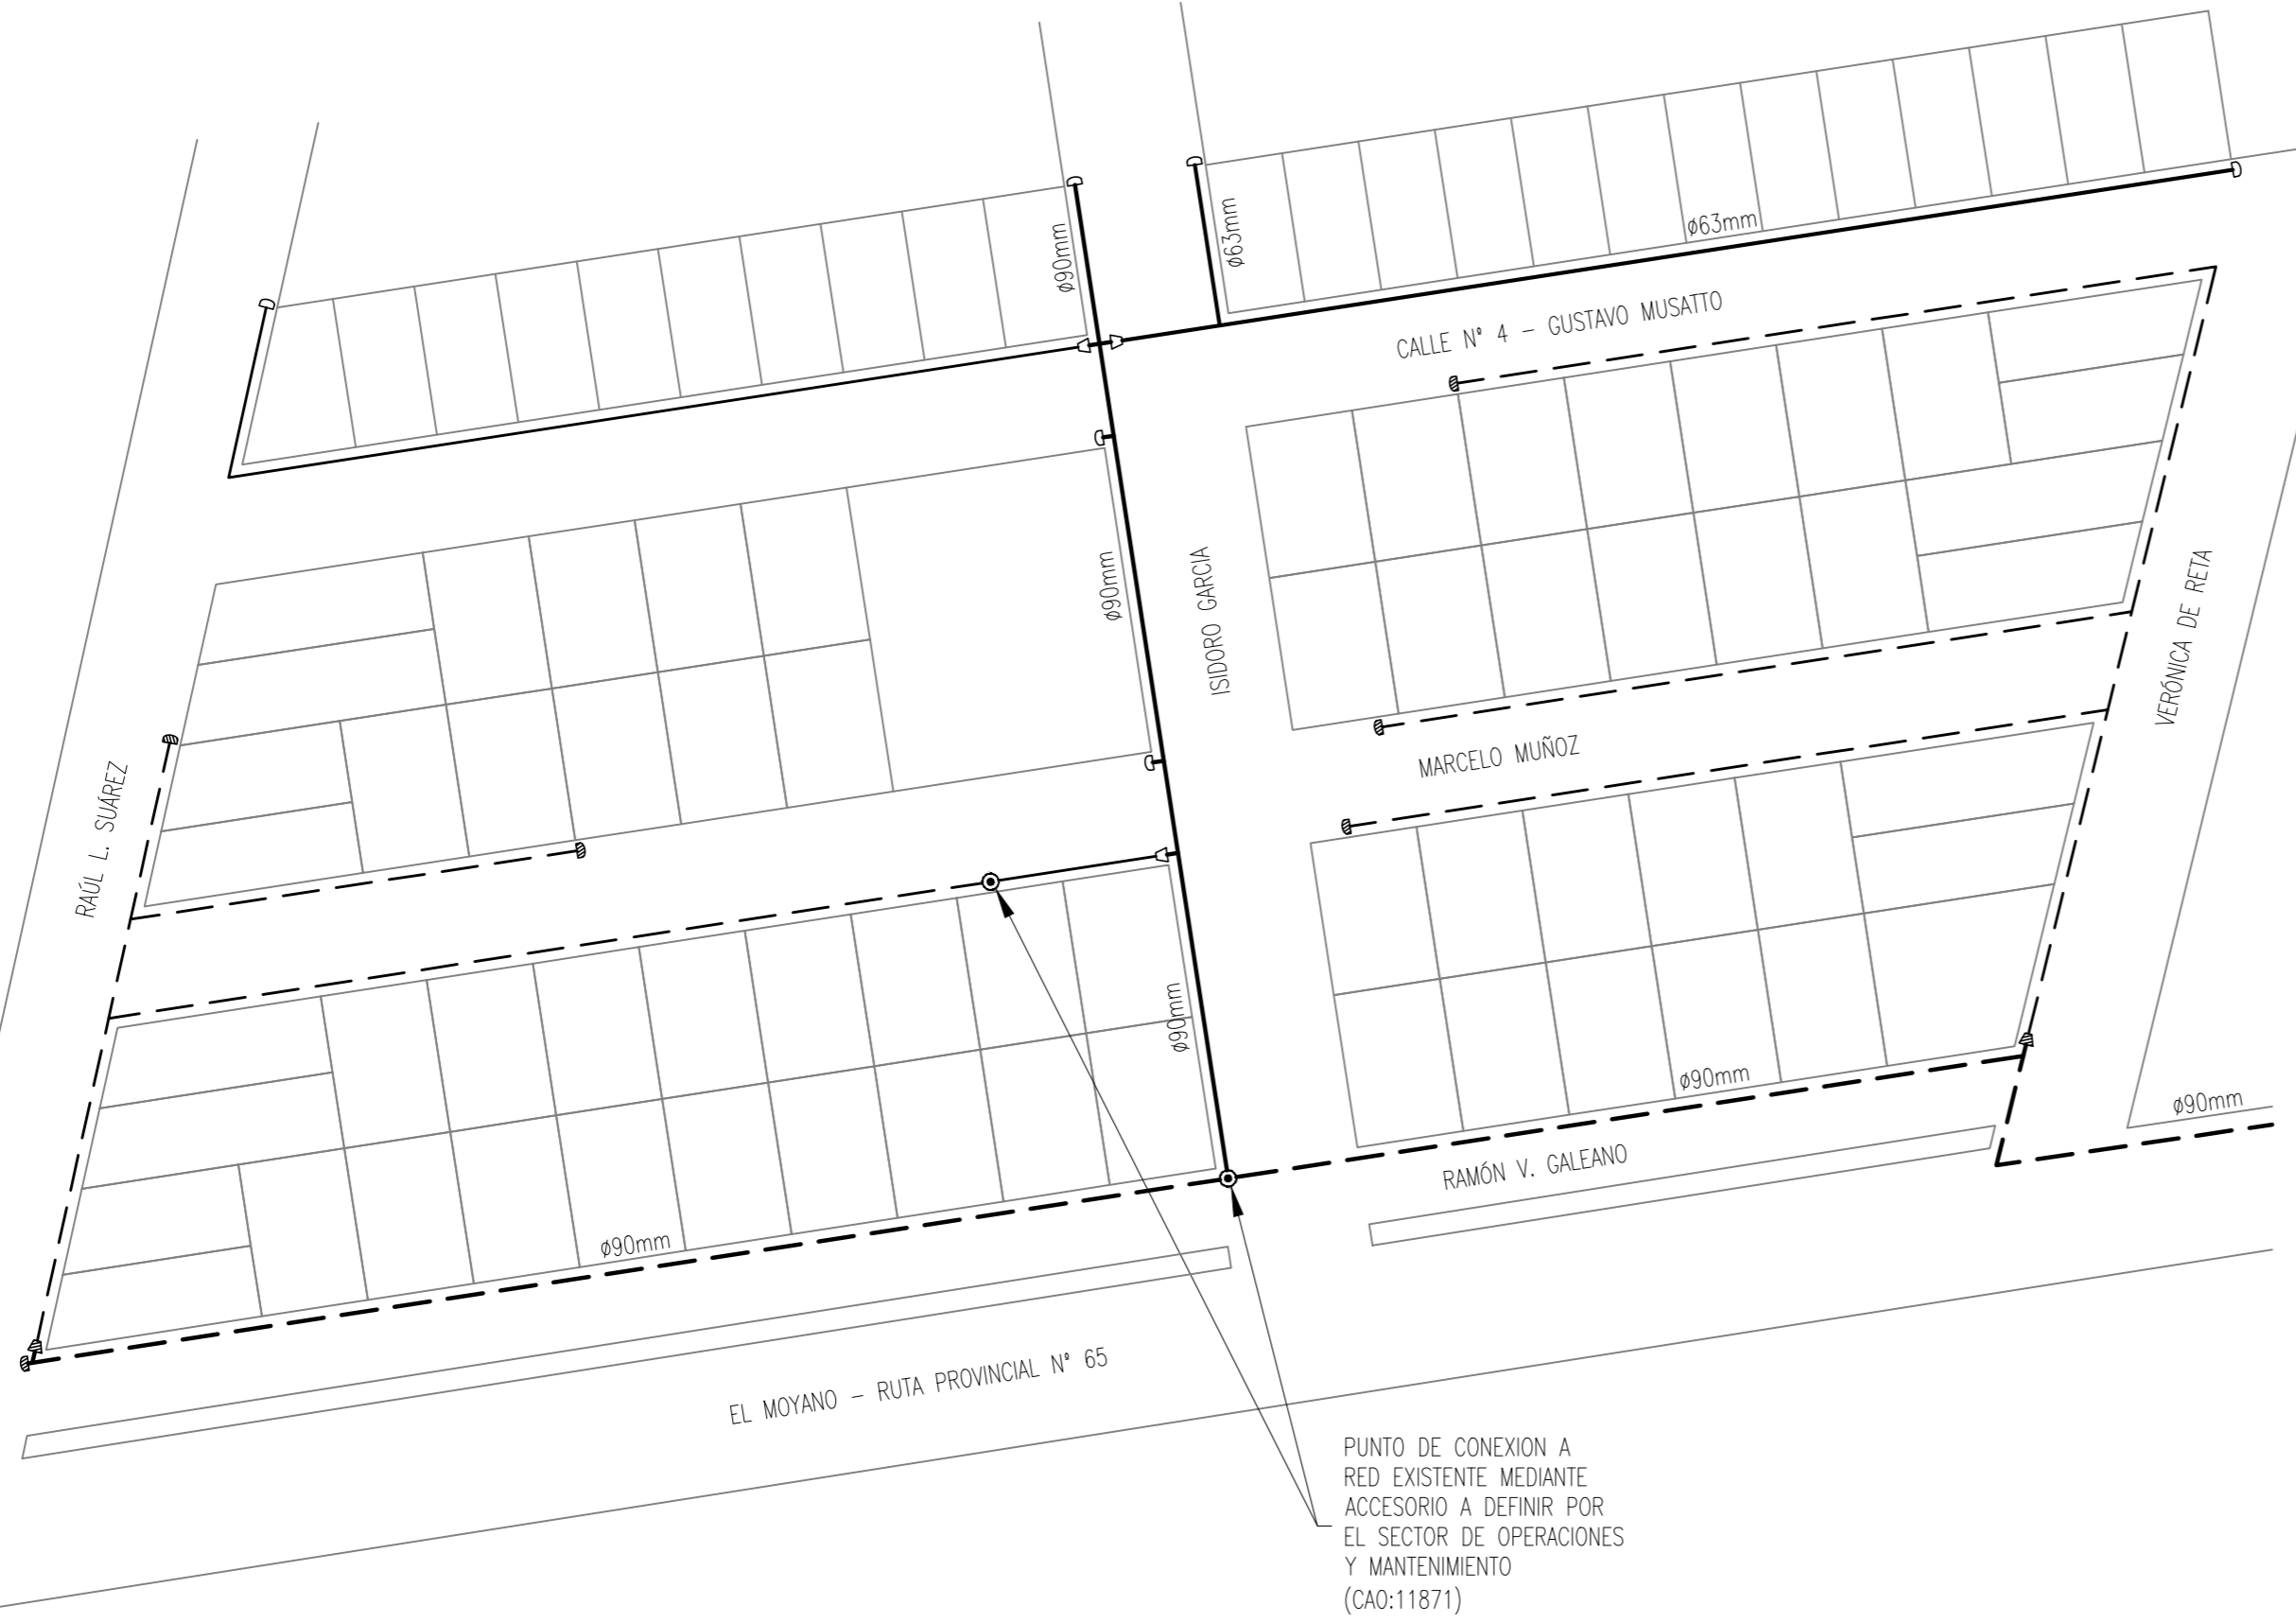 ø63mm
ø63mm
ø90mm
CALLE N° 4 - GUSTAVO MUSATTO
ø90mm
ISIDORO GARCIA
VERÓNICA DE RETA
MARCELO MUÑOZ
RAÚL L. SUÁREZ
ø90mm
ø90mm
ø90mm
RAMÓN V. GALEANO
ø90mm
EL MOYANO - RUTA PROVINCIAL N° 65
PUNTO DE CONEXION A
RED EXISTENTE MEDIANTE
ACCESORIO A DEFINIR POR
EL SECTOR DE OPERACIONES
Y MANTENIMIENTO
(CAO:11871)